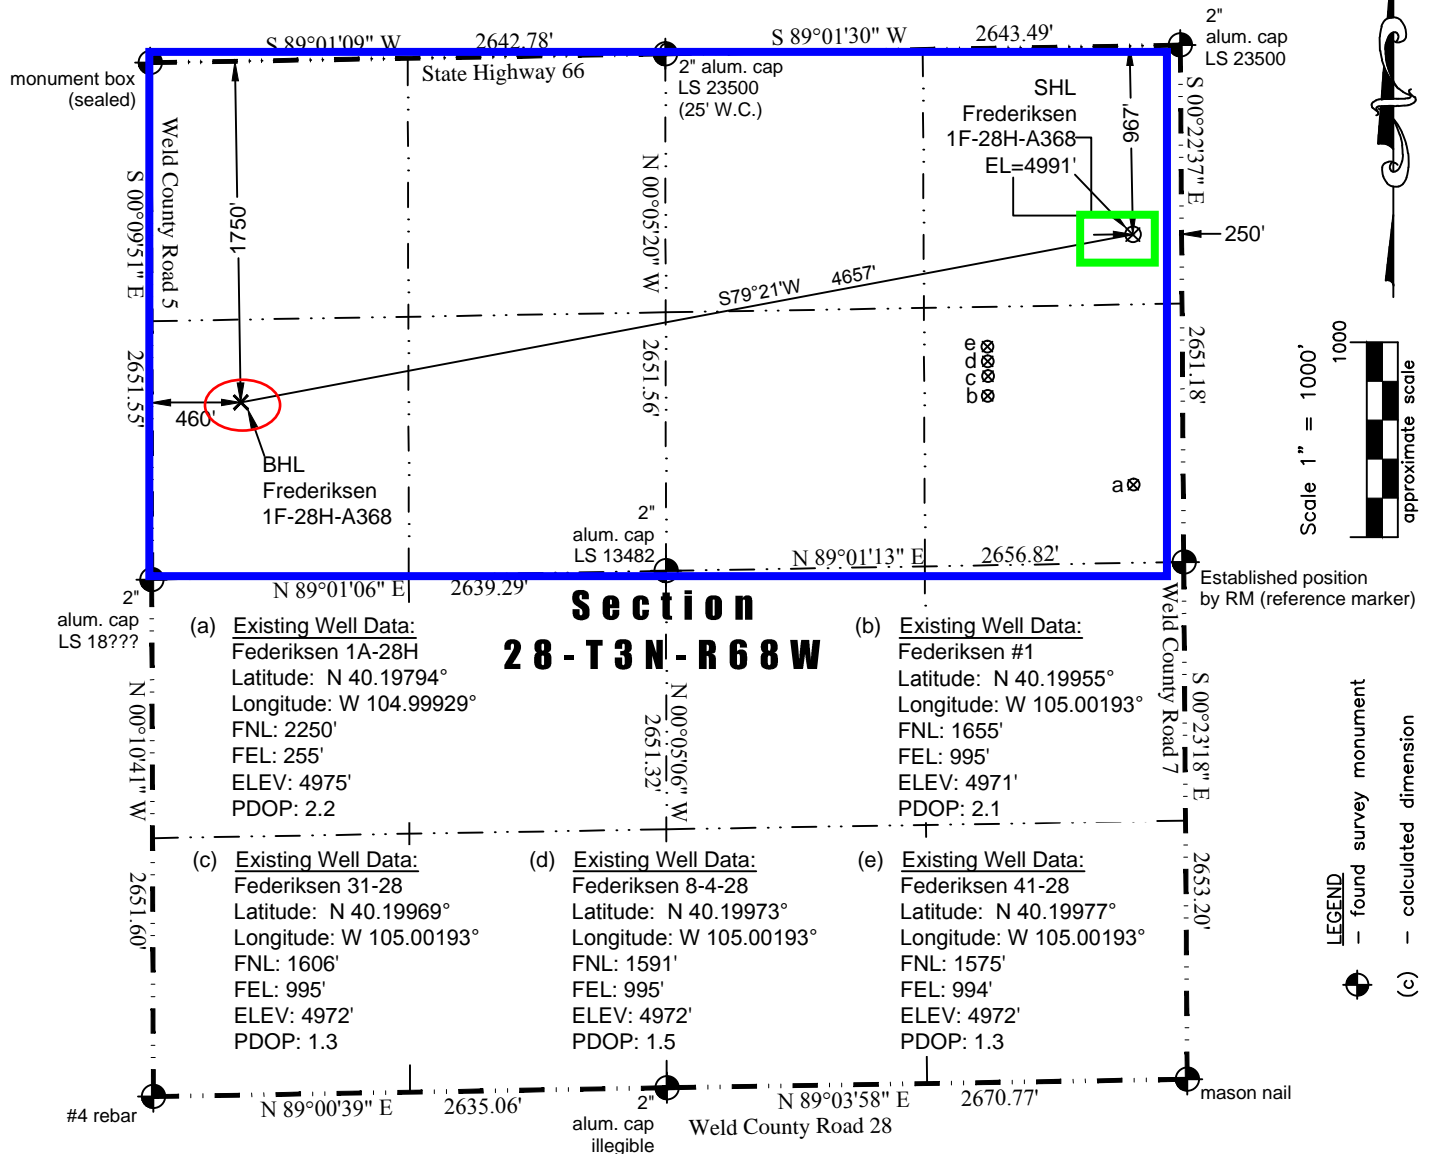 S 89°01'09" W 2642.78' S 89°01'30" W 2643.49'
2"
alum. cap
LS 23500
monument box
(sealed)
State Highway 66
2" alum. cap
LS 23500
(25' W.C.)
SHL
Frederiksen
1F-28H-A368
EL=4991'
967'
S 00°22'37" E
Weld County Road 5
S 00°09'51" E
1750'
N 00°05'20" W
250'
S79°21'W 4657'
2651.55'
2651.56'
2651.18'
e
d
c
b
a
460'
BHL
Frederiksen
1F-28H-A368
Scale 1" = 1000'
1000
approximate scale
2"
alum. cap
LS 13482
N 89°01'13" E 2656.82'
N 89°01'06" E 2639.29'
Established position
by RM (reference marker)
2"
alum. cap
LS 18???
Section
28-T3N-R68W
Weld County Road 7
(a) Existing Well Data:
Federiksen 1A-28H
Latitude: N 40.19794°
Longitude: W 104.99929°
FNL: 2250'
FEL: 255'
ELEV: 4975'
PDOP: 2.2
(b) Existing Well Data:
Federiksen #1
Latitude: N 40.19955°
Longitude: W 105.00193°
FNL: 1655'
FEL: 995'
ELEV: 4971'
PDOP: 2.1
N 00°10'41" W
N 00°05'06" W
2651.32'
S 00°23'18" E
(c) Existing Well Data:
Federiksen 31-28
Latitude: N 40.19969°
Longitude: W 105.00193°
FNL: 1606'
FEL: 995'
ELEV: 4972'
PDOP: 1.3
(d) Existing Well Data:
Federiksen 8-4-28
Latitude: N 40.19973°
Longitude: W 105.00193°
FNL: 1591'
FEL: 995'
ELEV: 4972'
PDOP: 1.5
(e) Existing Well Data:
Federiksen 41-28
Latitude: N 40.19977°
Longitude: W 105.00193°
FNL: 1575'
FEL: 994'
ELEV: 4972'
PDOP: 1.3
2651.60'
2653.20'
LEGEND
- found survey monument
(c) - calculated dimension
#4 rebar
N 89°00'39" E 2635.06'
2"
alum. cap
illegible
N 89°03'58" E 2670.77'
mason nail
Weld County Road 28